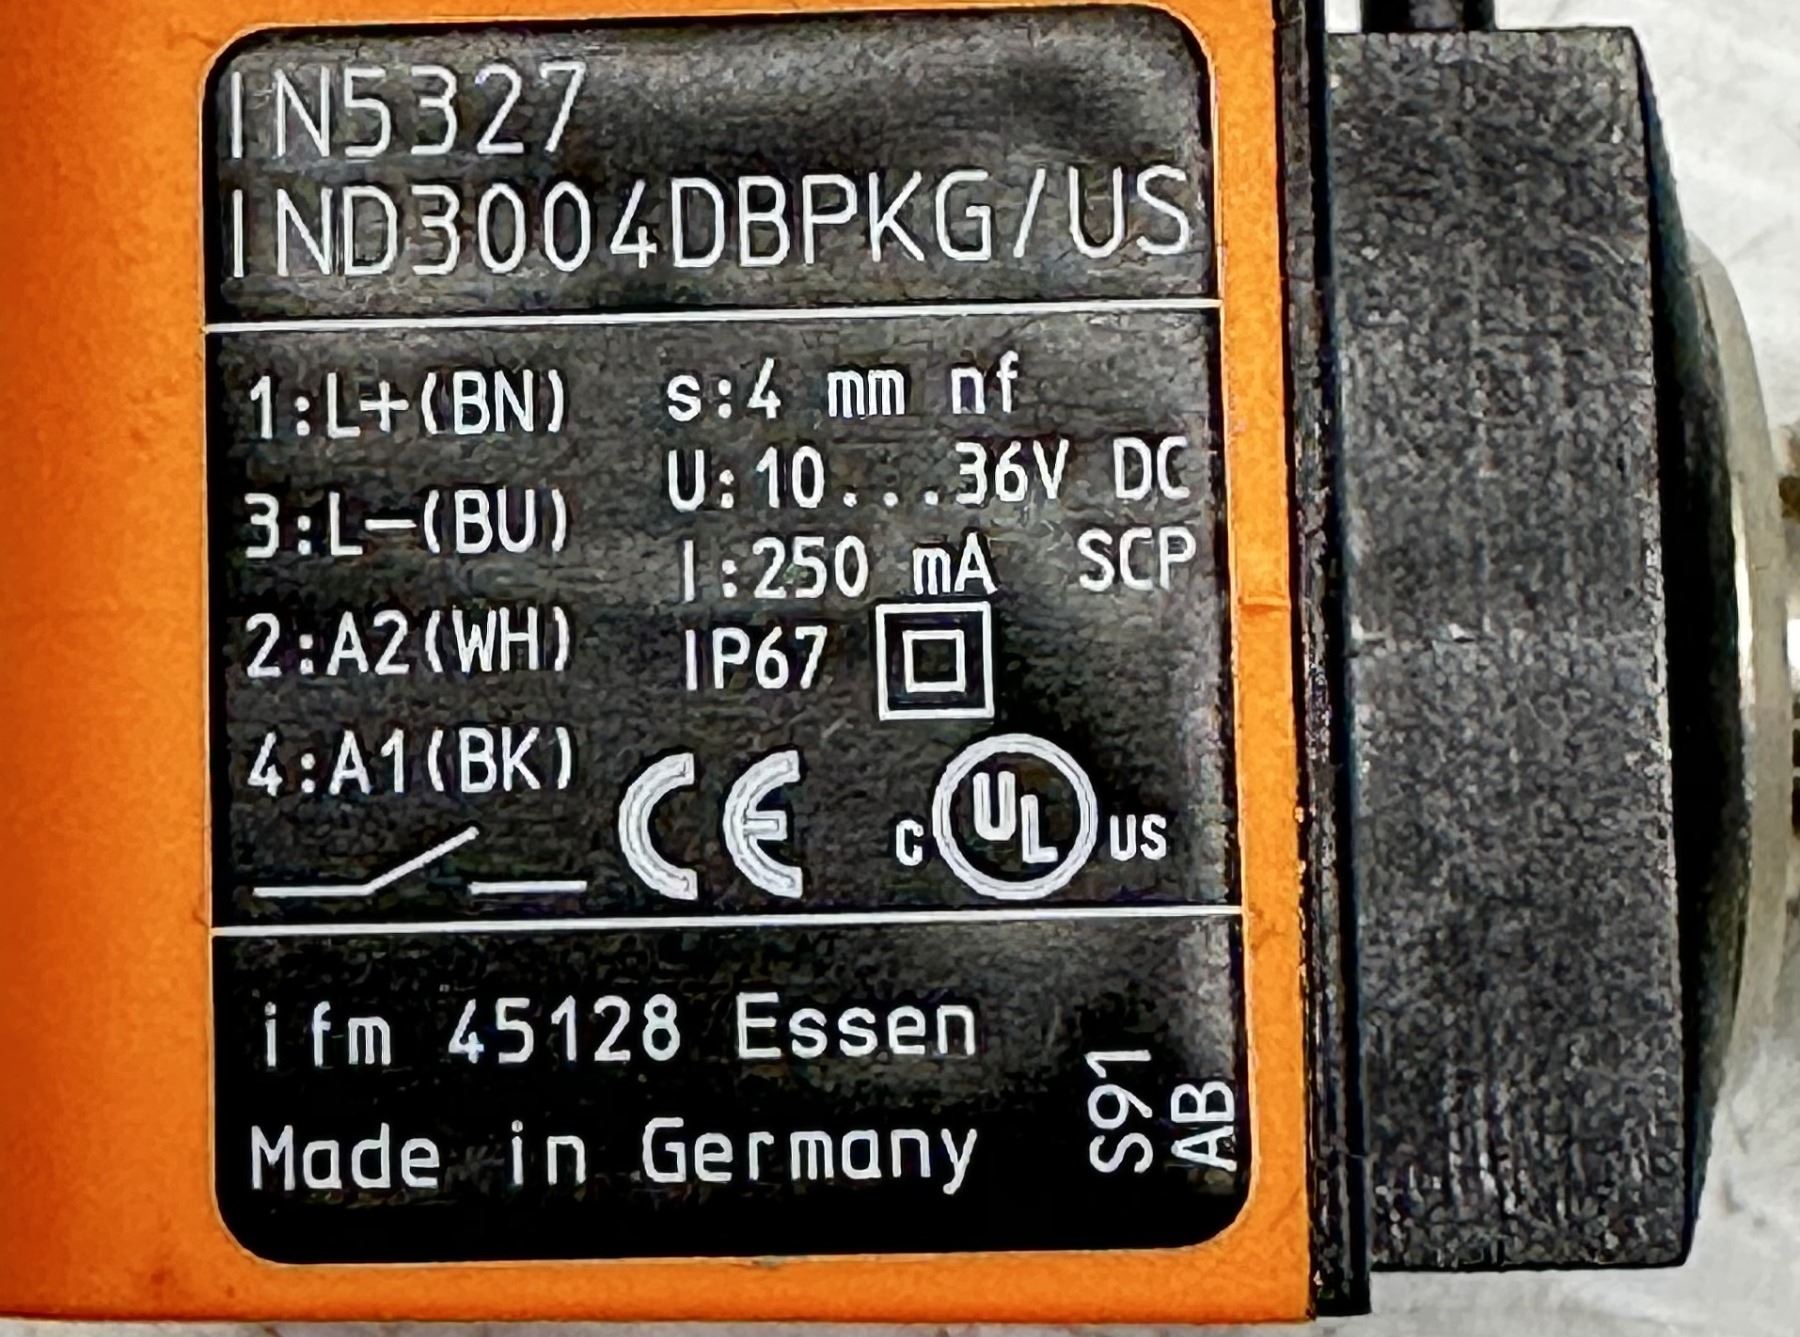 IN5327
IND3004DBPKG/US
1:L+(BN)
s:4 mm nf
3:L-(BU)
U:10...36V DC
I:250 mA SCP
2:A2(WH)
IP67
4:A1(BK)
CE
C UL US
ifm 45128 Essen
Made in Germany
S91
AB